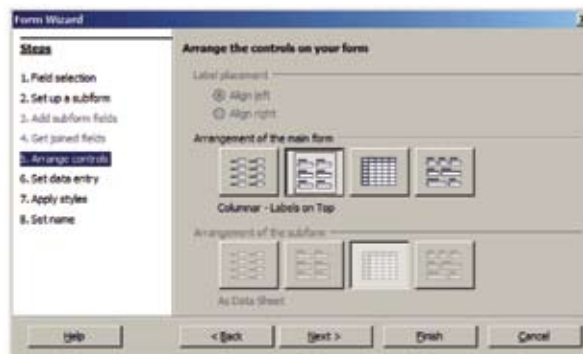 Form Wizard
Steps
1. Field selection
2. Set up a subform
3. Add subform fields
4. Get joined fields
5. Arrange controls
6. Set data entry
7. Apply styles
8. Set name
Arrange the controls on your form
Label placement
Align left
Align right
Arrangement of the main form
Columnar - Labels on Top
Arrangement of the subform
As Data Sheet
Help
< Back
Next >
Finish
Cancel